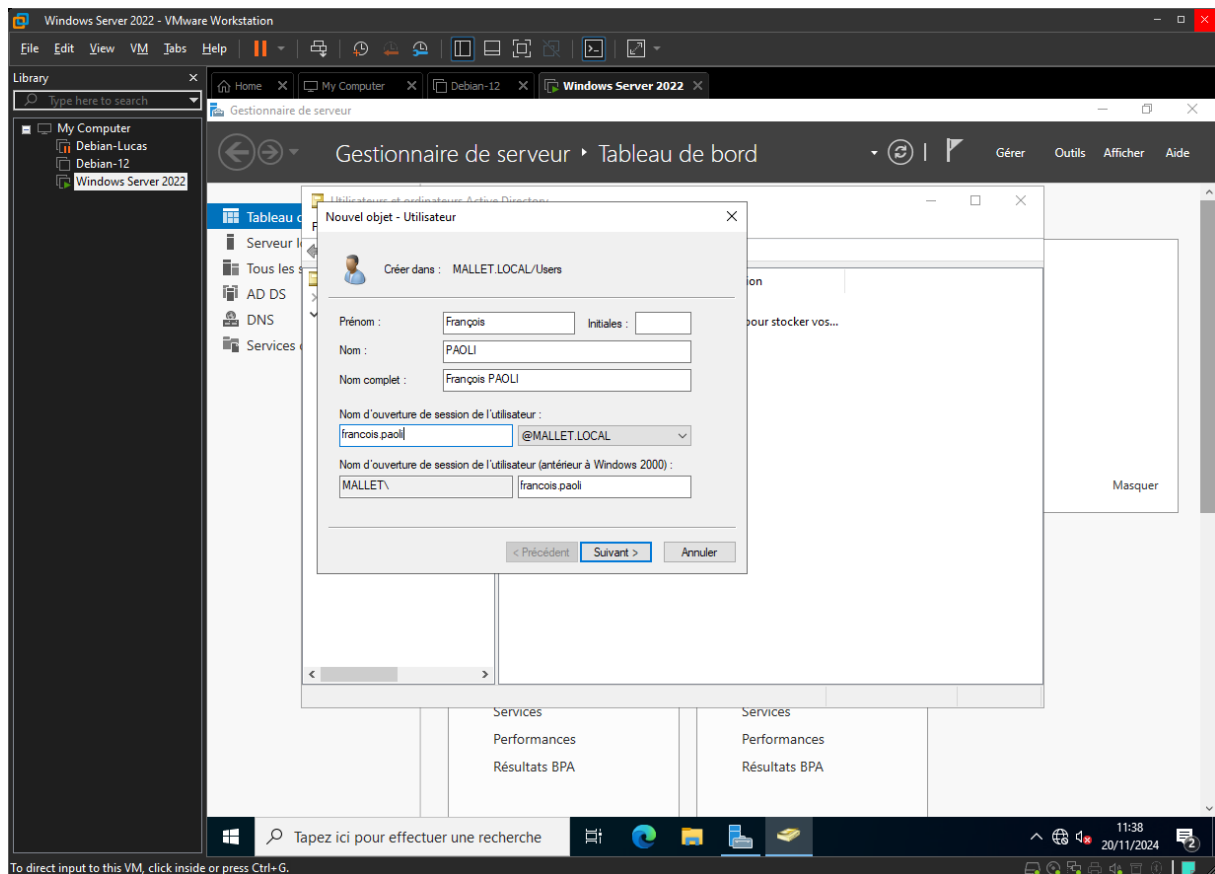 Windows Server 2022 - VMware Workstation
File Edit View VM Tabs Help
Library
Type here to search
My Computer
Debian-Lucas
Debian-12
Windows Server 2022
Home My Computer Debian-12 Windows Server 2022
Gestionnaire de serveur
Gestionnaire de serveur Tableau de bord
Gérer Outils Afficher Aide
Tableau
Serveur
Tous les
AD DS
DNS
Services
Utilisateurs et ordinateurs Active Directory
Nouvel objet - Utilisateur
Créer dans : MALLET.LOCAL/Users
Prénom : François Initiales :
Nom : PAOLI
Nom complet : François PAOLI
Nom d'ouverture de session de l'utilisateur :
francois.paoli @MALLET.LOCAL
Nom d'ouverture de session de l'utilisateur (antérieur à Windows 2000) :
MALLET\ francois.paoli
< Précédent Suivant > Annuler
ion
pour stocker vos...
Masquer
Services Services
Performances Performances
Résultats BPA Résultats BPA
Tapez ici pour effectuer une recherche
11:38
20/11/2024
2
To direct input to this VM, click inside or press Ctrl+G.